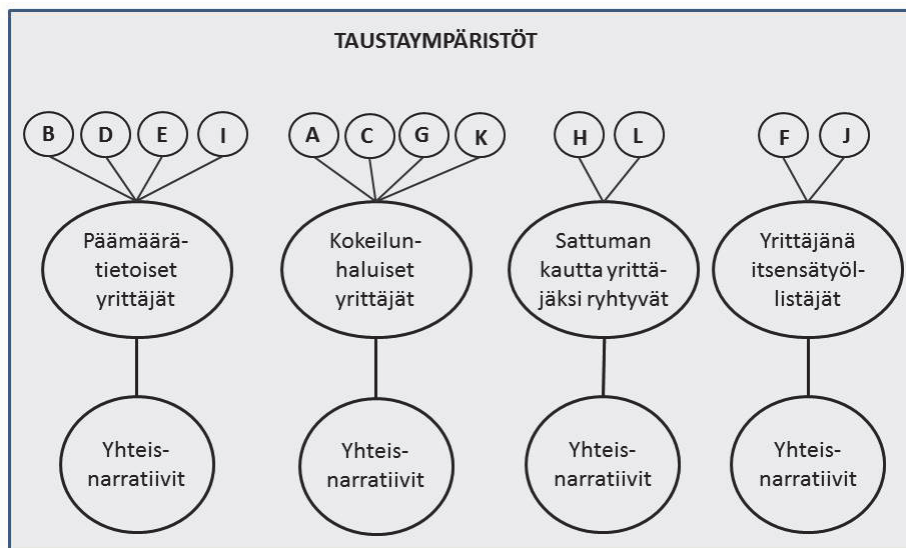 TAUSTAYMPÄRISTÖT
B D E I
A C G K
H L
F J
Päämäärä-
tietoiset
yrittäjät
Kokeilun-
haluiset
yrittäjät
Sattuman
kautta yrittä-
jäksi ryhtyvät
Yrittäjänä
itsensätyöl-
listäjät
Yhteis-
narratiivit
Yhteis-
narratiivit
Yhteis-
narratiivit
Yhteis-
narratiivit